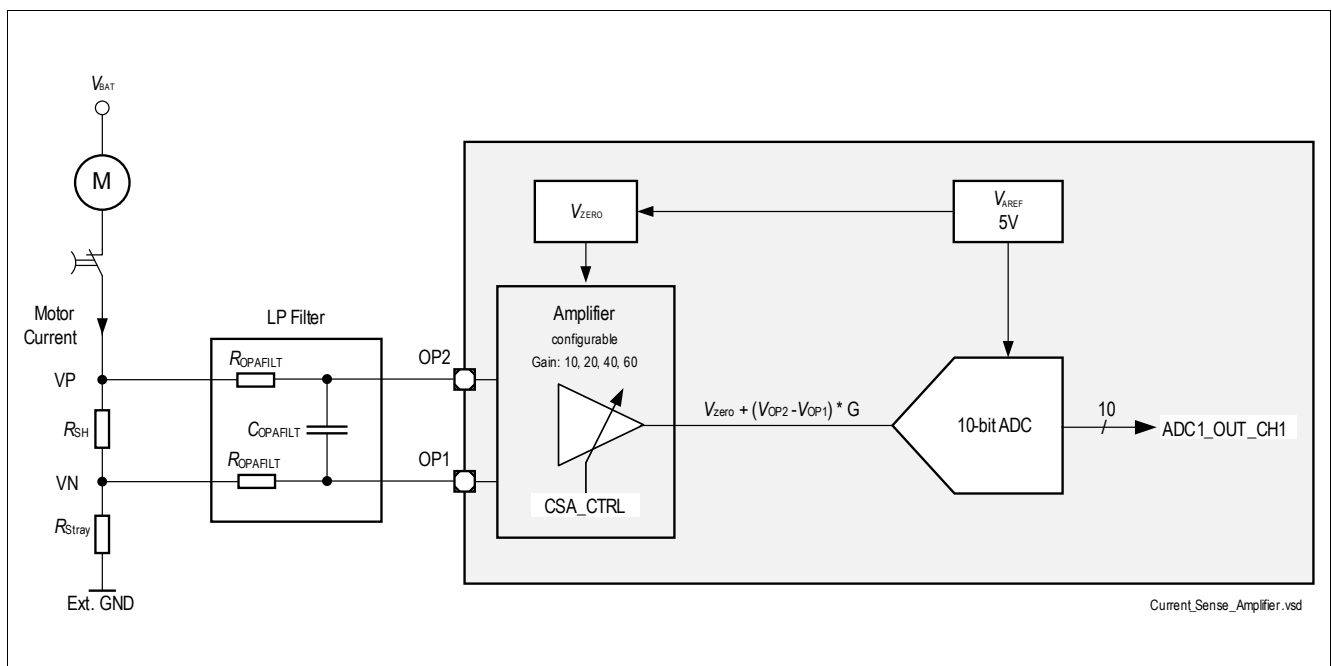 VBAT
M
Motor
Current
VP
RSH
VN
RStray
Ext. GND
LP Filter
ROPAFILT
COPAFILT
ROPAFILT
OP2
OP1
VZERO
VAREF
5V
Amplifier
configurable
Gain: 10, 20, 40, 60
CSA_CTRL
Vzero + (VOP2 -VOP1) * G
10-bit ADC
10
ADC1_OUT_CH1
Current_Sense_Amplifier.vsd